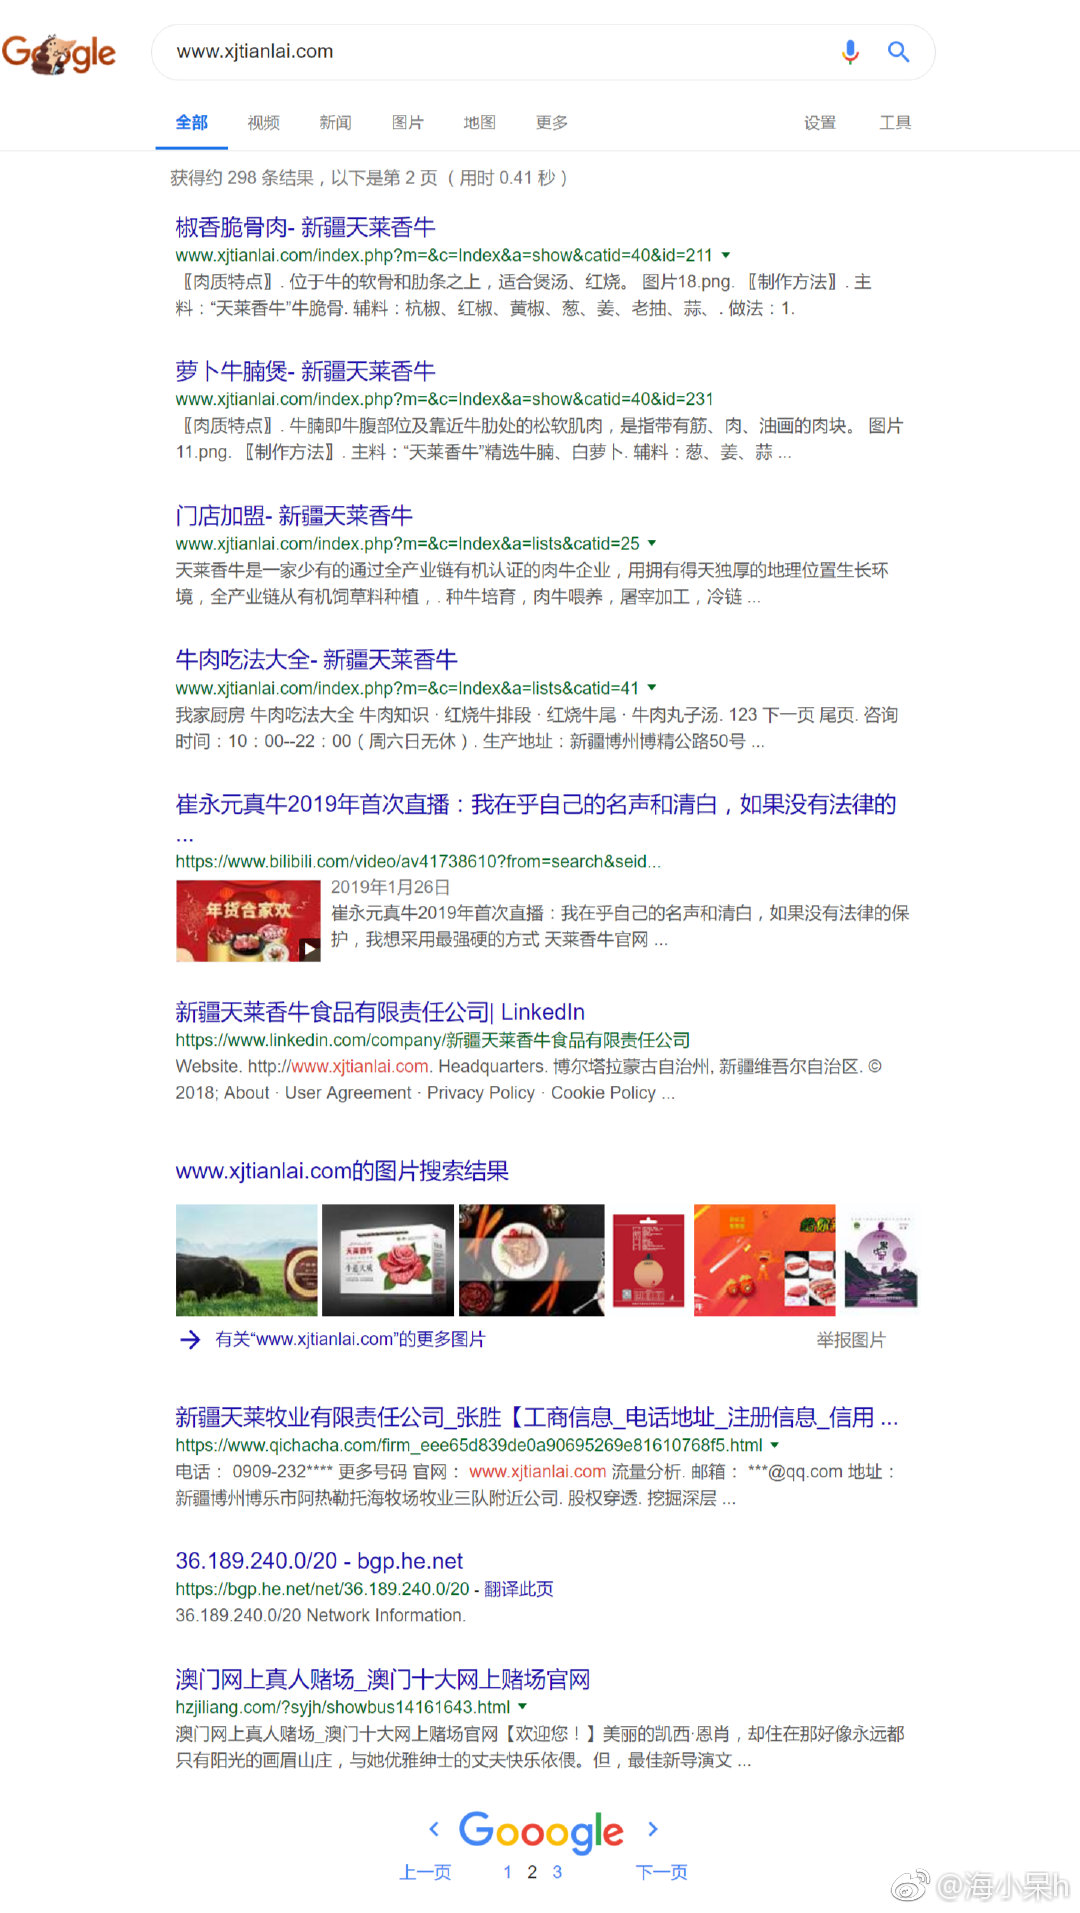 Google
www.xjtianlai.com
全部 视频 新闻 图片 地图 更多 设置 工具
获得约 298 条结果，以下是第 2 页 （用时 0.41 秒）
椒香脆骨肉- 新疆天莱香牛
www.xjtianlai.com/index.php?m=&c=Index&a=show&catid=40&id=211
〖肉质特点〗. 位于牛的软骨和肋条之上，适合煲汤、红烧。 图片18.png. 〖制作方法〗. 主
料：“天莱香牛”牛脆骨. 辅料：杭椒、红椒、黄椒、葱、姜、老抽、蒜、. 做法：1.
萝卜牛腩煲- 新疆天莱香牛
www.xjtianlai.com/index.php?m=&c=Index&a=show&catid=40&id=231
〖肉质特点〗. 牛腩即牛腹部位及靠近牛肋处的松软肌肉，是指带有筋、肉、油画的肉块。 图片
11.png. 〖制作方法〗. 主料：“天莱香牛”精选牛腩、白萝卜. 辅料：葱、姜、蒜 ...
门店加盟- 新疆天莱香牛
www.xjtianlai.com/index.php?m=&c=Index&a=lists&catid=25
天莱香牛是一家少有的通过全产业链有机认证的肉牛企业，用拥有得天独厚的地理位置生长环
境，全产业链从有机饲草料种植，. 种牛培育，肉牛喂养，屠宰加工，冷链 ...
牛肉吃法大全- 新疆天莱香牛
www.xjtianlai.com/index.php?m=&c=Index&a=lists&catid=41
我家厨房 牛肉吃法大全 牛肉知识 · 红烧牛排段 · 红烧牛尾 · 牛肉丸子汤. 123 下一页 尾页. 咨询
时间：10：00--22：00（周六日无休）. 生产地址：新疆博州博精公路50号 ...
崔永元真牛2019年首次直播：我在乎自己的名声和清白，如果没有法律的
...
https://www.bilibili.com/video/av41738610?from=search&seid...
年货合家欢
2019年1月26日
崔永元真牛2019年首次直播：我在乎自己的名声和清白，如果没有法律的保
护，我想采用最强硬的方式 天莱香牛官网 ...
新疆天莱香牛食品有限责任公司| LinkedIn
https://www.linkedin.com/company/新疆天莱香牛食品有限责任公司
Website. http://www.xjtianlai.com. Headquarters. 博尔塔拉蒙古自治州, 新疆维吾尔自治区. ©
2018; About · User Agreement · Privacy Policy · Cookie Policy ...
www.xjtianlai.com的图片搜索结果
天莱香牛
有关“www.xjtianlai.com”的更多图片
举报图片
新疆天莱牧业有限责任公司_张胜【工商信息_电话地址_注册信息_信用 ...
https://www.qichacha.com/firm_eee65d839de0a90695269e81610768f5.html
电话： 0909-232**** 更多号码 官网： www.xjtianlai.com 流量分析. 邮箱： ***@qq.com 地址：
新疆博州博乐市阿热勒托海牧场牧业三队附近公司. 股权穿透. 挖掘深层 ...
36.189.240.0/20 - bgp.he.net
https://bgp.he.net/net/36.189.240.0/20 - 翻译此页
36.189.240.0/20 Network Information.
澳门网上真人赌场_澳门十大网上赌场官网
hzjiliang.com/?syjh/showbus14161643.html
澳门网上真人赌场_澳门十大网上赌场官网【欢迎您！】美丽的凯西·恩肖，却住在那好像永远都
只有阳光的画眉山庄，与她优雅绅士的丈夫快乐依偎。但，最佳新导演文 ...
Gooogle
上一页 1 2 3 下一页
@海小呆h